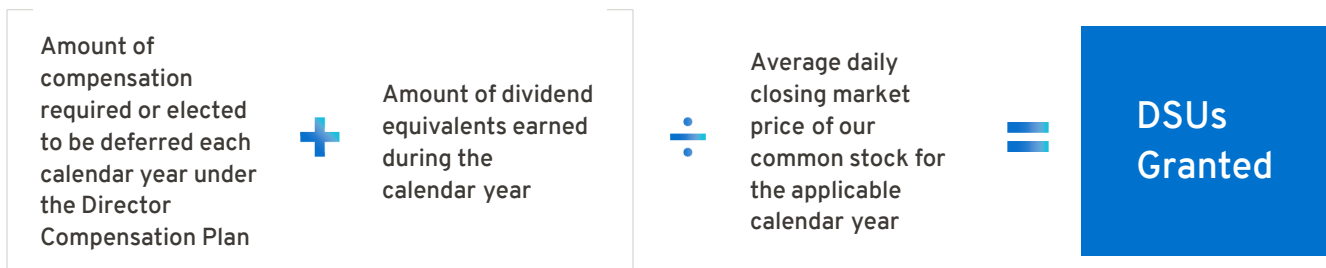 Amount of
compensation
required or elected
to be deferred each
calendar year under
the Director
Compensation Plan
+
Amount of dividend
equivalents earned
during the
calendar year
÷
Average daily
closing market
price of our
common stock for
the applicable
calendar year
=
DSUs
Granted